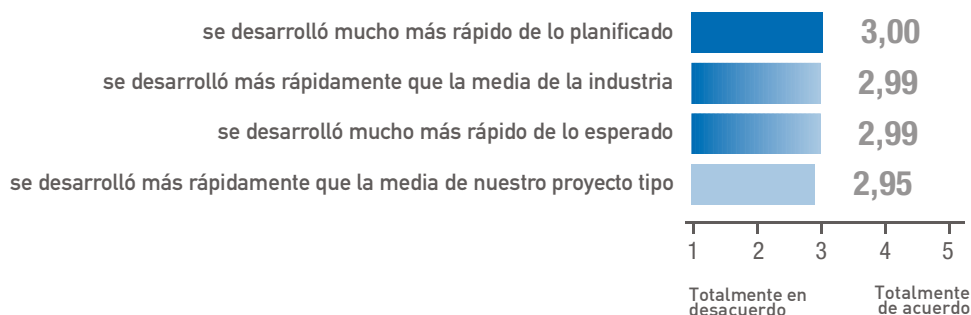 se desarrolló mucho más rápido de lo planificado 3,00
se desarrolló más rápidamente que la media de la industria 2,99
se desarrolló mucho más rápido de lo esperado 2,99
se desarrolló más rápidamente que la media de nuestro proyecto tipo 2,95
1 2 3 4 5
Totalmente en desacuerdo
Totalmente de acuerdo